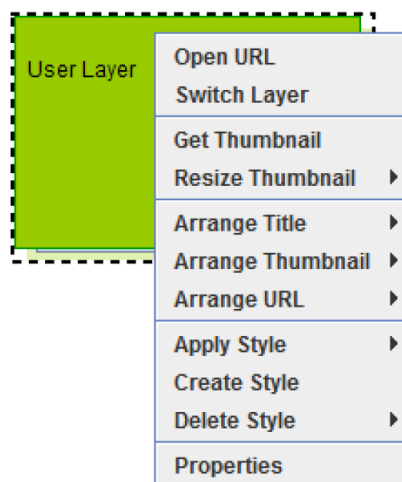 User Layer
Open URL
Switch Layer
Get Thumbnail
Resize Thumbnail
Arrange Title
Arrange Thumbnail
Arrange URL
Apply Style
Create Style
Delete Style
Properties